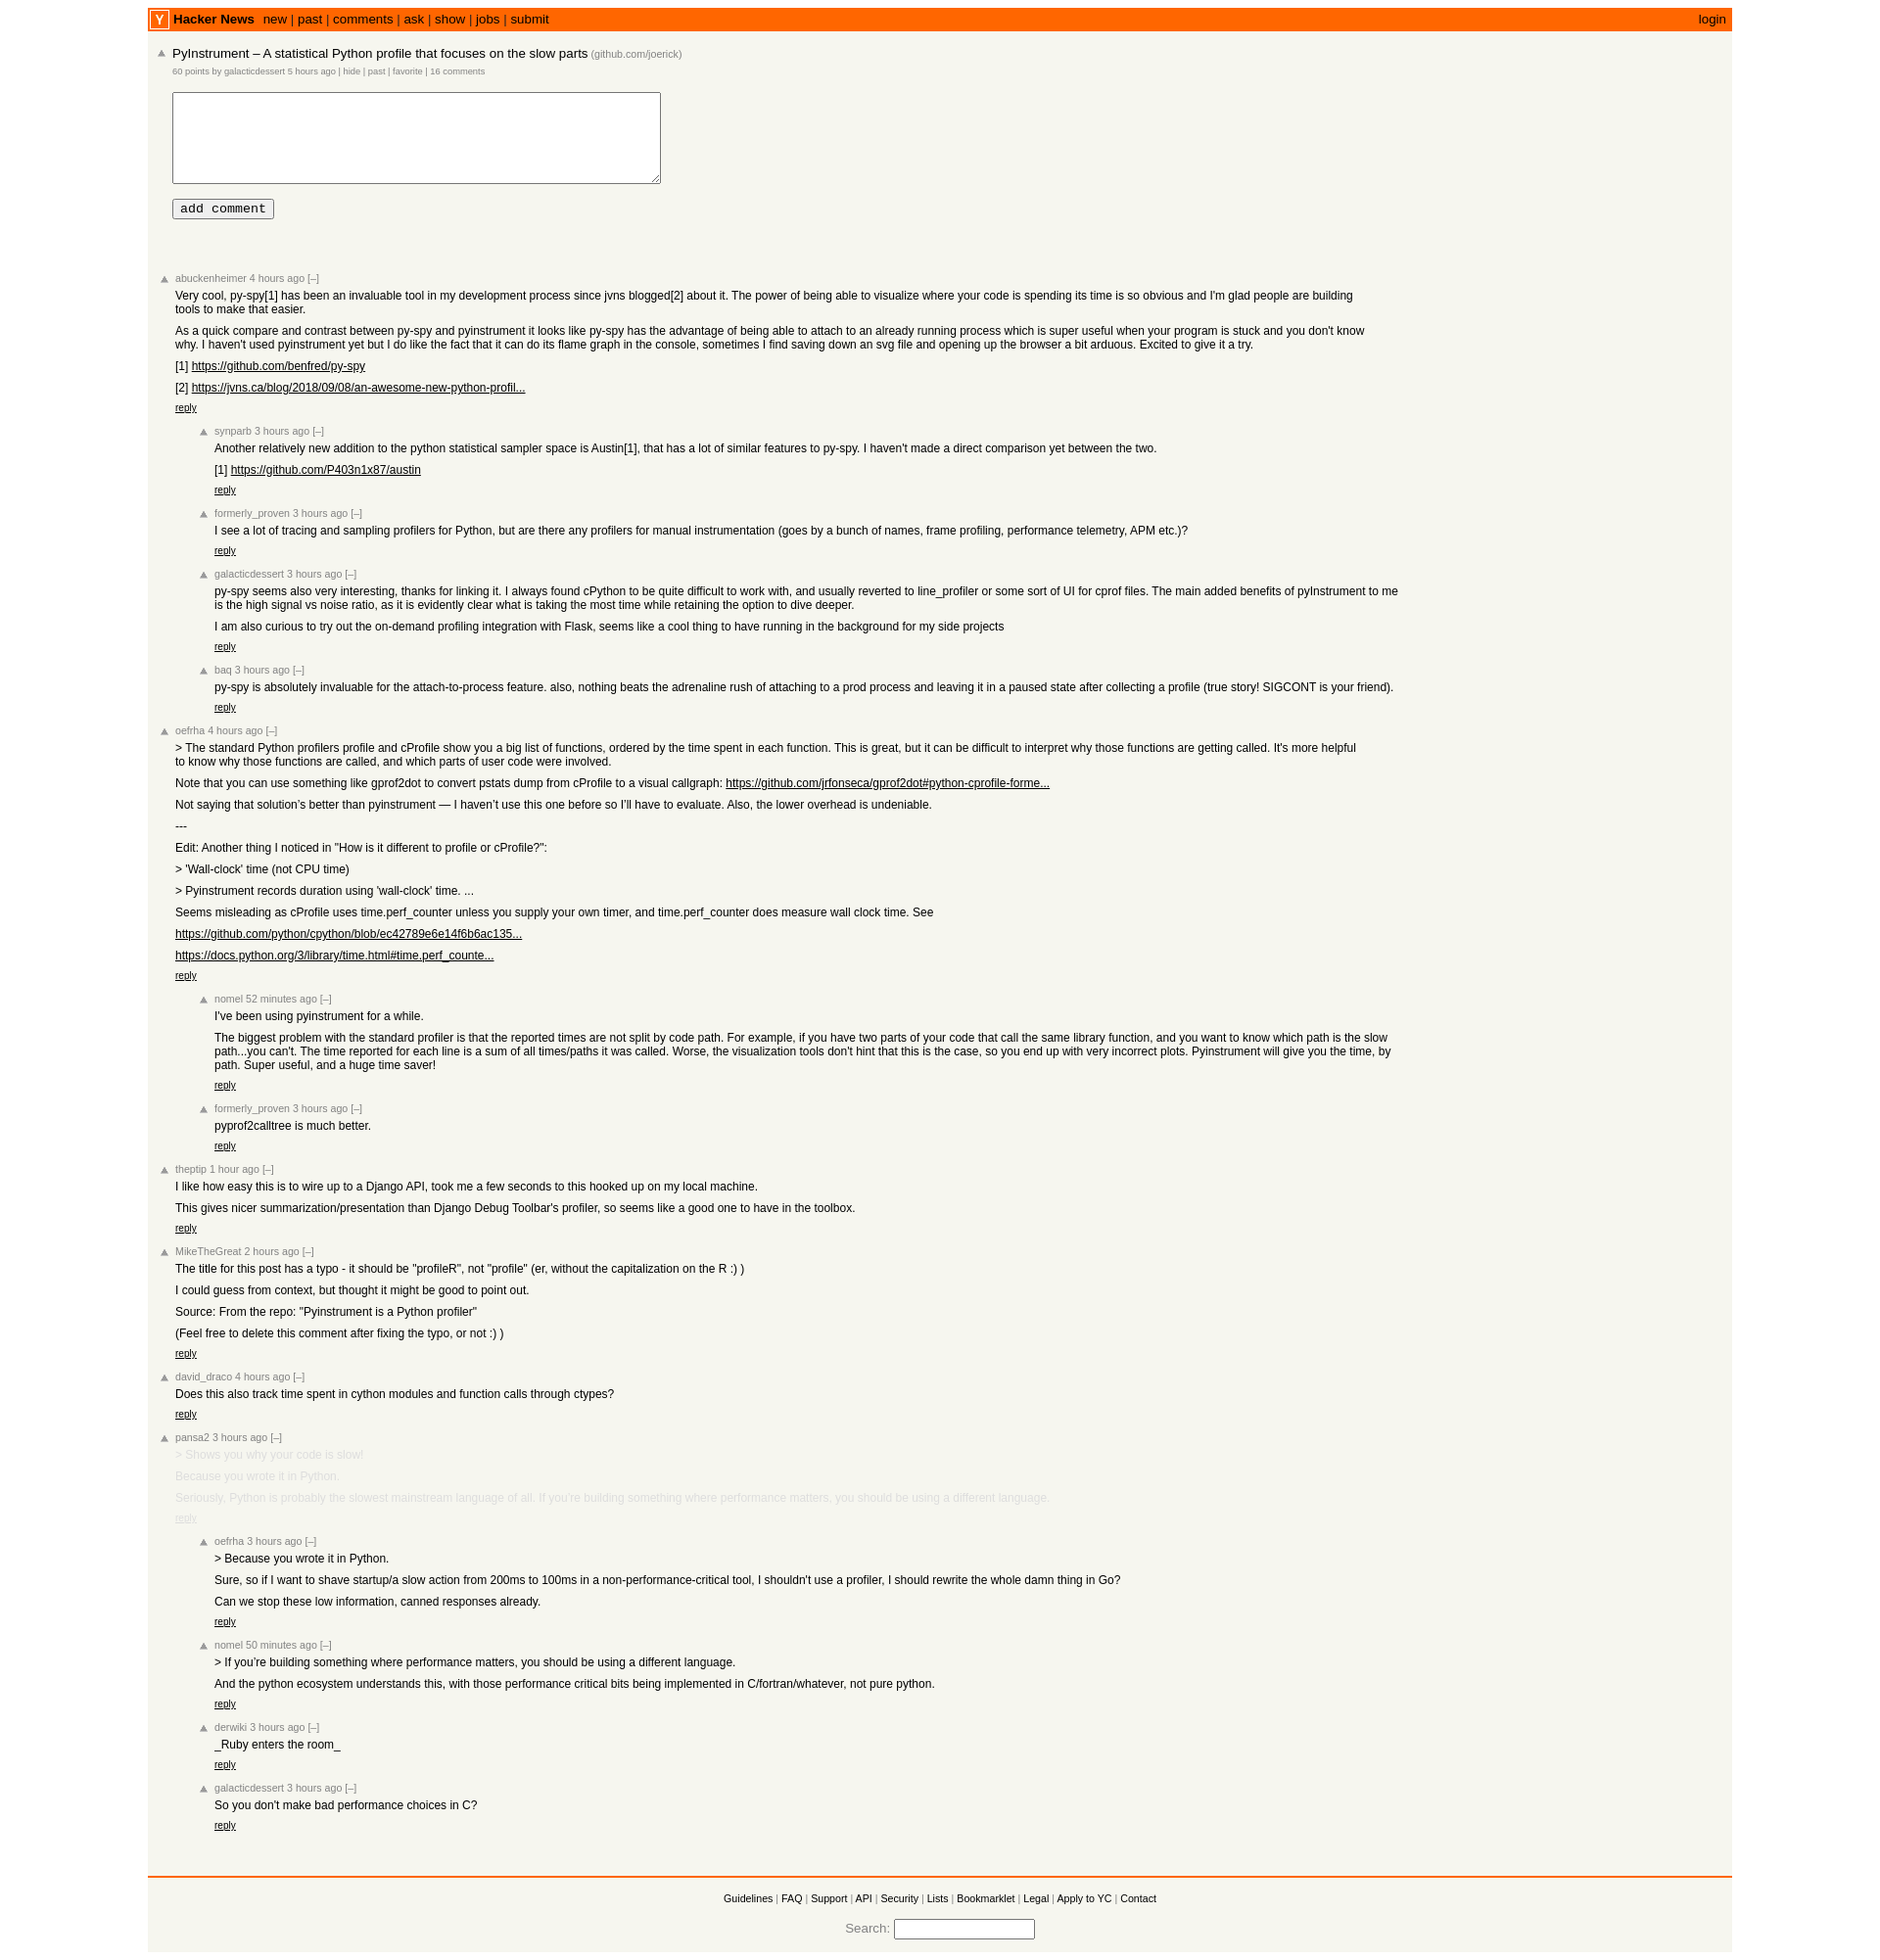 Y Hacker News new | past | comments | ask | show | jobs | submit login
PyInstrument – A statistical Python profile that focuses on the slow parts (github.com/joerick)
60 points by galacticdessert 5 hours ago | hide | past | favorite | 16 comments
add comment
abuckenheimer 4 hours ago [–]
Very cool, py-spy[1] has been an invaluable tool in my development process since jvns blogged[2] about it. The power of being able to visualize where your code is spending its time is so obvious and I'm glad people are building
tools to make that easier.
As a quick compare and contrast between py-spy and pyinstrument it looks like py-spy has the advantage of being able to attach to an already running process which is super useful when your program is stuck and you don't know
why. I haven't used pyinstrument yet but I do like the fact that it can do its flame graph in the console, sometimes I find saving down an svg file and opening up the browser a bit arduous. Excited to give it a try.
[1] https://github.com/benfred/py-spy
[2] https://jvns.ca/blog/2018/09/08/an-awesome-new-python-profil...
reply
synparb 3 hours ago [–]
Another relatively new addition to the python statistical sampler space is Austin[1], that has a lot of similar features to py-spy. I haven't made a direct comparison yet between the two.
[1] https://github.com/P403n1x87/austin
reply
formerly_proven 3 hours ago [–]
I see a lot of tracing and sampling profilers for Python, but are there any profilers for manual instrumentation (goes by a bunch of names, frame profiling, performance telemetry, APM etc.)?
reply
galacticdessert 3 hours ago [–]
py-spy seems also very interesting, thanks for linking it. I always found cPython to be quite difficult to work with, and usually reverted to line_profiler or some sort of UI for cprof files. The main added benefits of pyInstrument to me
is the high signal vs noise ratio, as it is evidently clear what is taking the most time while retaining the option to dive deeper.
I am also curious to try out the on-demand profiling integration with Flask, seems like a cool thing to have running in the background for my side projects
reply
baq 3 hours ago [–]
py-spy is absolutely invaluable for the attach-to-process feature. also, nothing beats the adrenaline rush of attaching to a prod process and leaving it in a paused state after collecting a profile (true story! SIGCONT is your friend).
reply
oefrha 4 hours ago [–]
> The standard Python profilers profile and cProfile show you a big list of functions, ordered by the time spent in each function. This is great, but it can be difficult to interpret why those functions are getting called. It's more helpful
to know why those functions are called, and which parts of user code were involved.
Note that you can use something like gprof2dot to convert pstats dump from cProfile to a visual callgraph: https://github.com/jrfonseca/gprof2dot#python-cprofile-forme...
Not saying that solution’s better than pyinstrument — I haven’t use this one before so I’ll have to evaluate. Also, the lower overhead is undeniable.
---
Edit: Another thing I noticed in "How is it different to profile or cProfile?":
> 'Wall-clock' time (not CPU time)
> Pyinstrument records duration using 'wall-clock' time. ...
Seems misleading as cProfile uses time.perf_counter unless you supply your own timer, and time.perf_counter does measure wall clock time. See
https://github.com/python/cpython/blob/ec42789e6e14f6b6ac135...
https://docs.python.org/3/library/time.html#time.perf_counte...
reply
nomel 52 minutes ago [–]
I've been using pyinstrument for a while.
The biggest problem with the standard profiler is that the reported times are not split by code path. For example, if you have two parts of your code that call the same library function, and you want to know which path is the slow
path...you can't. The time reported for each line is a sum of all times/paths it was called. Worse, the visualization tools don't hint that this is the case, so you end up with very incorrect plots. Pyinstrument will give you the time, by
path. Super useful, and a huge time saver!
reply
formerly_proven 3 hours ago [–]
pyprof2calltree is much better.
reply
theptip 1 hour ago [–]
I like how easy this is to wire up to a Django API, took me a few seconds to this hooked up on my local machine.
This gives nicer summarization/presentation than Django Debug Toolbar's profiler, so seems like a good one to have in the toolbox.
reply
MikeTheGreat 2 hours ago [–]
The title for this post has a typo - it should be "profileR", not "profile" (er, without the capitalization on the R :) )
I could guess from context, but thought it might be good to point out.
Source: From the repo: "Pyinstrument is a Python profiler"
(Feel free to delete this comment after fixing the typo, or not :) )
reply
david_draco 4 hours ago [–]
Does this also track time spent in cython modules and function calls through ctypes?
reply
pansa2 3 hours ago [–]
> Shows you why your code is slow!
Because you wrote it in Python.
Seriously, Python is probably the slowest mainstream language of all. If you’re building something where performance matters, you should be using a different language.
reply
oefrha 3 hours ago [–]
> Because you wrote it in Python.
Sure, so if I want to shave startup/a slow action from 200ms to 100ms in a non-performance-critical tool, I shouldn't use a profiler, I should rewrite the whole damn thing in Go?
Can we stop these low information, canned responses already.
reply
nomel 50 minutes ago [–]
> If you’re building something where performance matters, you should be using a different language.
And the python ecosystem understands this, with those performance critical bits being implemented in C/fortran/whatever, not pure python.
reply
derwiki 3 hours ago [–]
_Ruby enters the room_
reply
galacticdessert 3 hours ago [–]
So you don't make bad performance choices in C?
reply
Guidelines | FAQ | Support | API | Security | Lists | Bookmarklet | Legal | Apply to YC | Contact
Search: